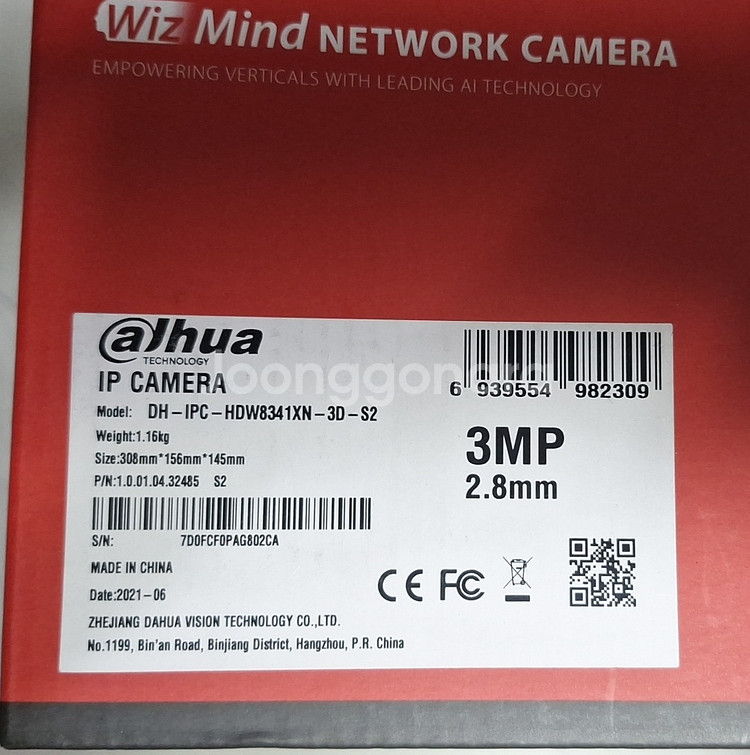 WizMind NETWORK CAMERA
EMPOWERING VERTICALS WITH LEADING AI TECHNOLOGY
alhua
TECHNOLOGY
joonggonara
IP CAMERA
6 939554 982309
Model: DH-IPC-HDW8341XN-3D-S2
Weight:1.16kg
Size:308mm*156mm*145mm
P/N:1.0.01.04.32485 S2
3MP
2.8mm
S/N: 7D0FCF0PAG802CA
MADE IN CHINA
Date:2021-06
CE FC
ZHEJIANG DAHUA VISION TECHNOLOGY CO.,LTD.
No.1199, Bin'an Road, Binjiang District, Hangzhou, P.R. China